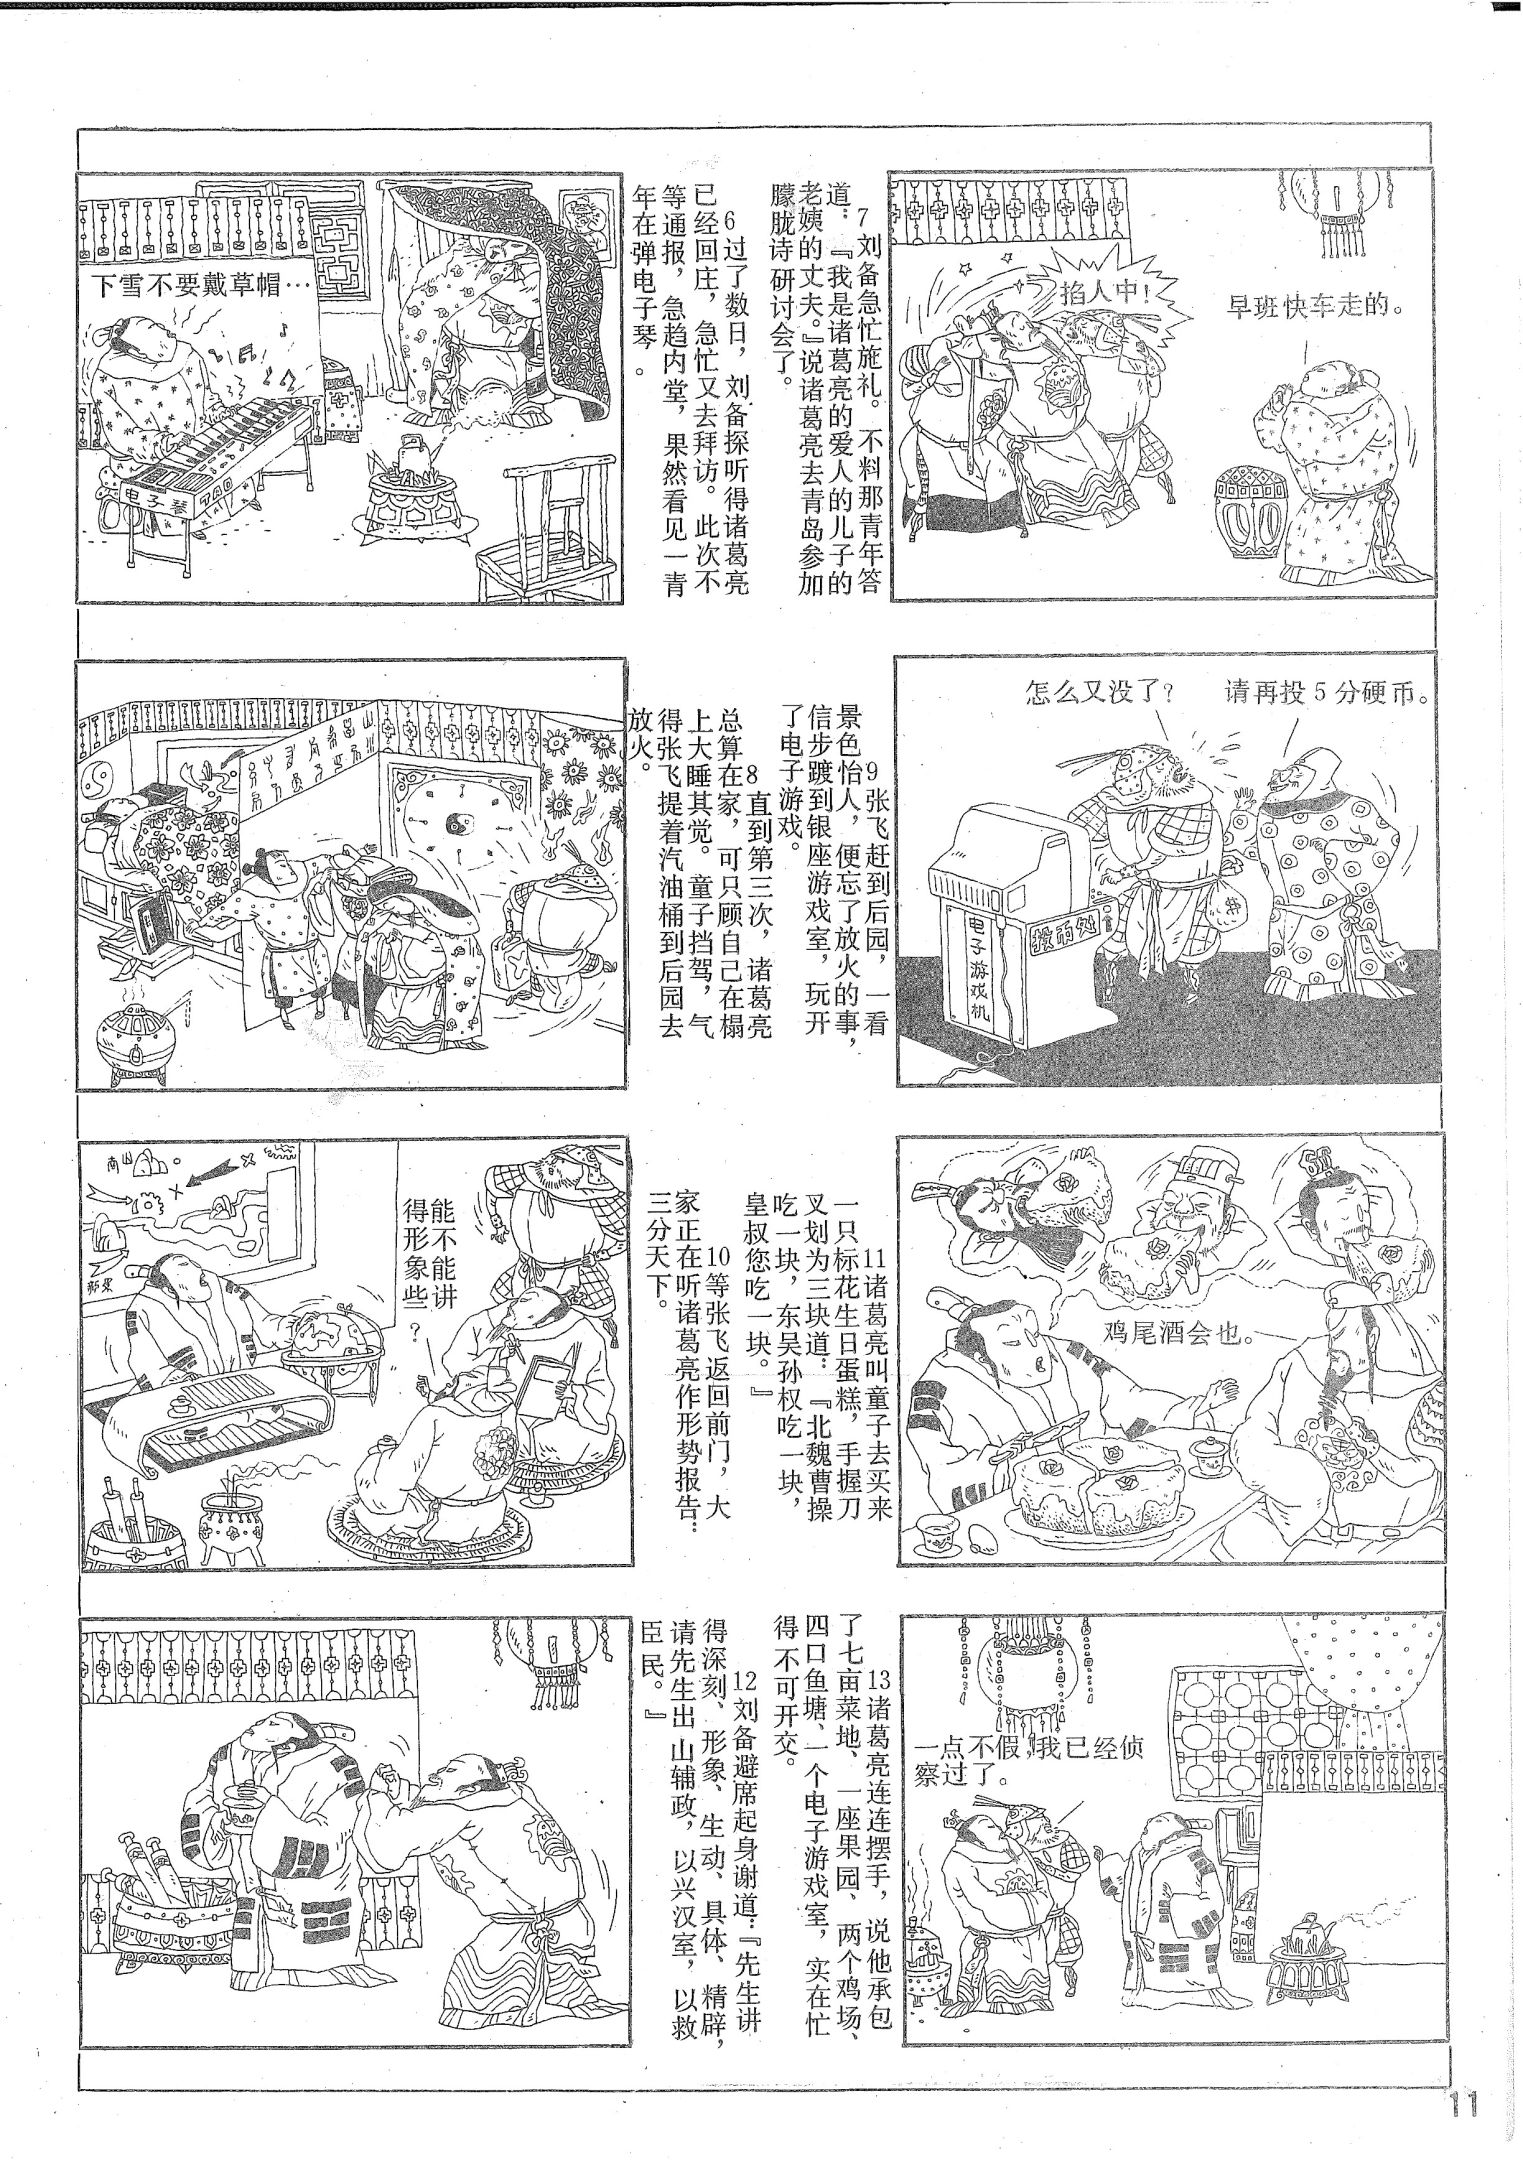 下雪不要戴草帽…
电子琴 TAO
6 过了数日，刘备探听得诸葛亮
已经回庄，急忙又去拜访。此次不
等通报，急趋内堂，果然看见一青
年在弹电子琴。
7 刘备急忙施礼。不料那青年答
道：『我是诸葛亮的爱人的儿子的
老姨的丈夫。』说诸葛亮去青岛参加
朦胧诗研讨会了。
掐人中！
早班快车走的。
8 直到第三次，诸葛亮
总算在家，可只顾自己在榻
上大睡其觉。童子挡驾，气
得张飞提着汽油桶到后园去
放火。
9 张飞赶到后园，一看
景色怡人，便忘了放火的事，
信步踱到银座游戏室，玩开
了电子游戏。
怎么又没了？
请再投5分硬币。
投币处
电子游戏机
南山
能不能讲
得形象些？
10等张飞返回前门，大
家正在听诸葛亮作形势报告：
三分天下。
11诸葛亮叫童子去买来
一只标花生日蛋糕，手握刀
叉划为三块道：『北魏曹操
吃一块，东吴孙权吃一块，
皇叔您吃一块。』
鸡尾酒会也。
12刘备避席起身谢道：『先生讲
得深刻、形象、生动、具体、精辟，
请先生出山辅政，以兴汉室，以救
臣民。』
13诸葛亮连连摆手，说他承包
了七亩菜地、一座果园、两个鸡场、
四口鱼塘、一个电子游戏室，实在忙
得不可开交。
一点不假，我已经侦
察过了。
11